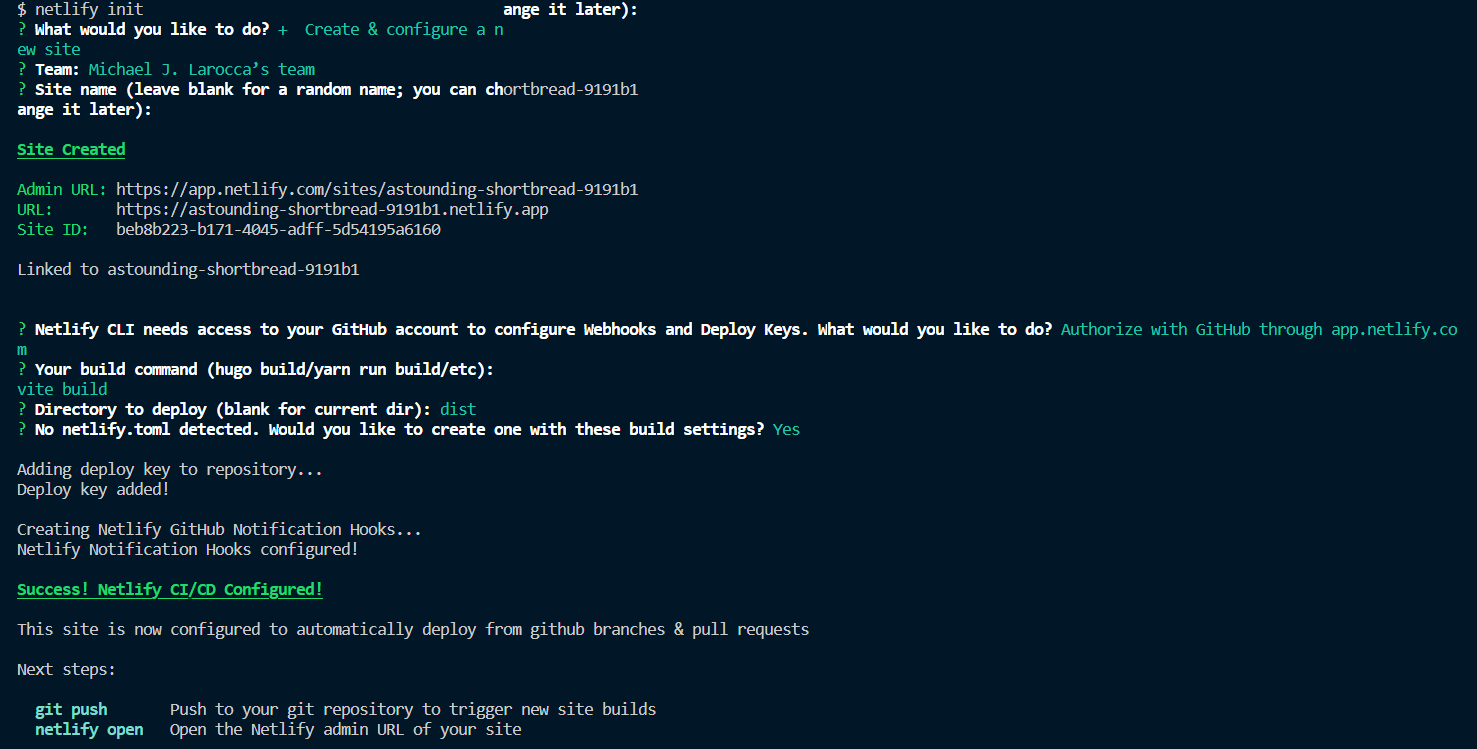 $ netlify init                                        ange it later):
? What would you like to do? +  Create & configure a n
ew site
? Team: Michael J. Larocca’s team
? Site name (leave blank for a random name; you can chortbread-9191b1
ange it later):
Site Created
Admin URL: https://app.netlify.com/sites/astounding-shortbread-9191b1
URL:       https://astounding-shortbread-9191b1.netlify.app
Site ID:   beb8b223-b171-4045-adff-5d54195a6160
Linked to astounding-shortbread-9191b1
? Netlify CLI needs access to your GitHub account to configure Webhooks and Deploy Keys. What would you like to do? Authorize with GitHub through app.netlify.co
m
? Your build command (hugo build/yarn run build/etc):
vite build
? Directory to deploy (blank for current dir): dist
? No netlify.toml detected. Would you like to create one with these build settings? Yes
Adding deploy key to repository...
Deploy key added!
Creating Netlify GitHub Notification Hooks...
Netlify Notification Hooks configured!
Success! Netlify CI/CD Configured!
This site is now configured to automatically deploy from github branches & pull requests
Next steps:
git push       Push to your git repository to trigger new site builds
netlify open   Open the Netlify admin URL of your site